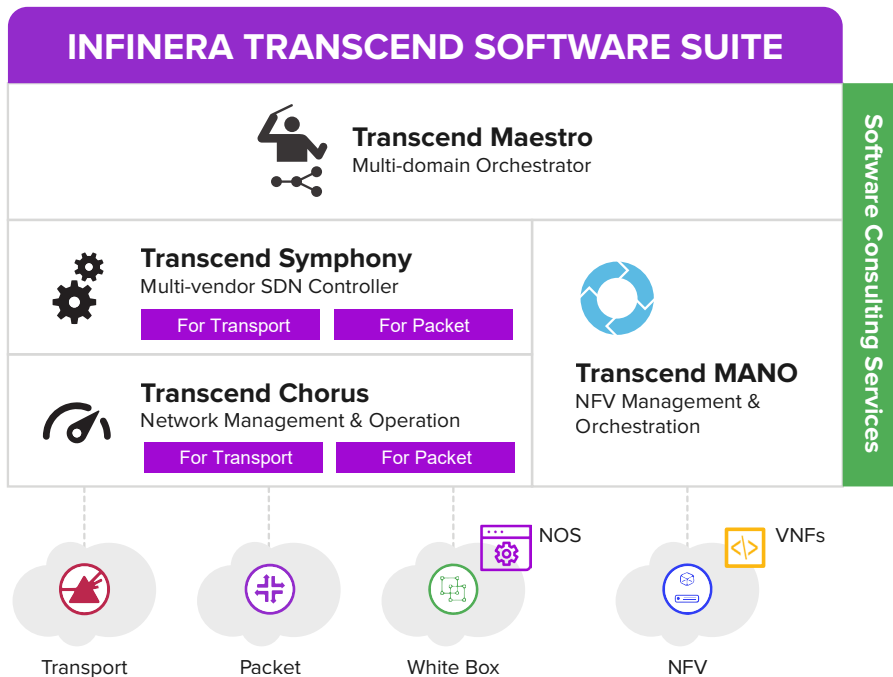 INFINERA TRANSCEND SOFTWARE SUITE
Transcend Maestro
Multi-domain Orchestrator
Software Consulting Services
Transcend Symphony
Multi-vendor SDN Controller
For Transport
For Packet
Transcend Chorus
Network Management & Operation
For Transport
For Packet
Transcend MANO
NFV Management &
Orchestration
NOS
VNFs
</>
Transport
Packet
White Box
NFV